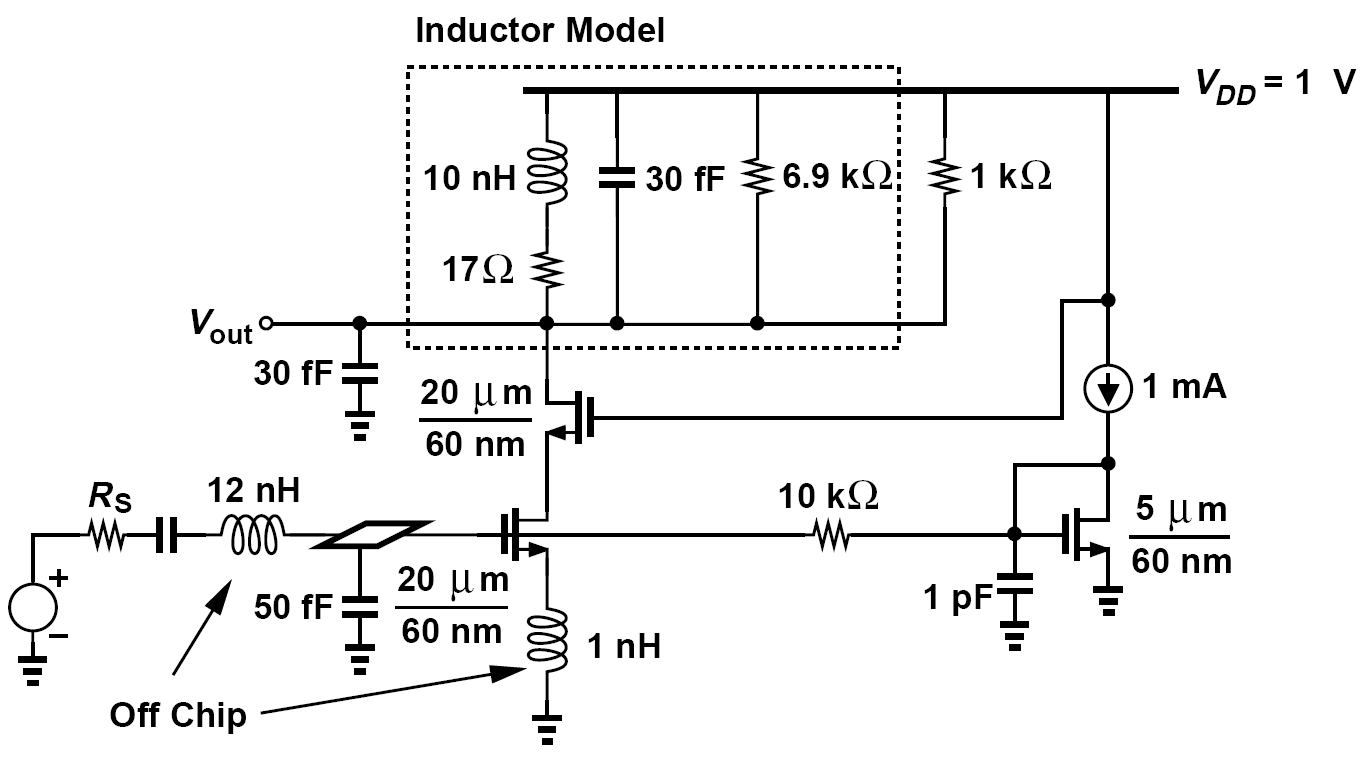 Inductor Model
V_DD = 1 V
10 nH
30 fF
6.9 kΩ
1 kΩ
17Ω
V_out
30 fF
20 μm
60 nm
1 mA
R_S
12 nH
10 kΩ
5 μm
60 nm
+
−
50 fF
20 μm
60 nm
1 pF
1 nH
Off Chip